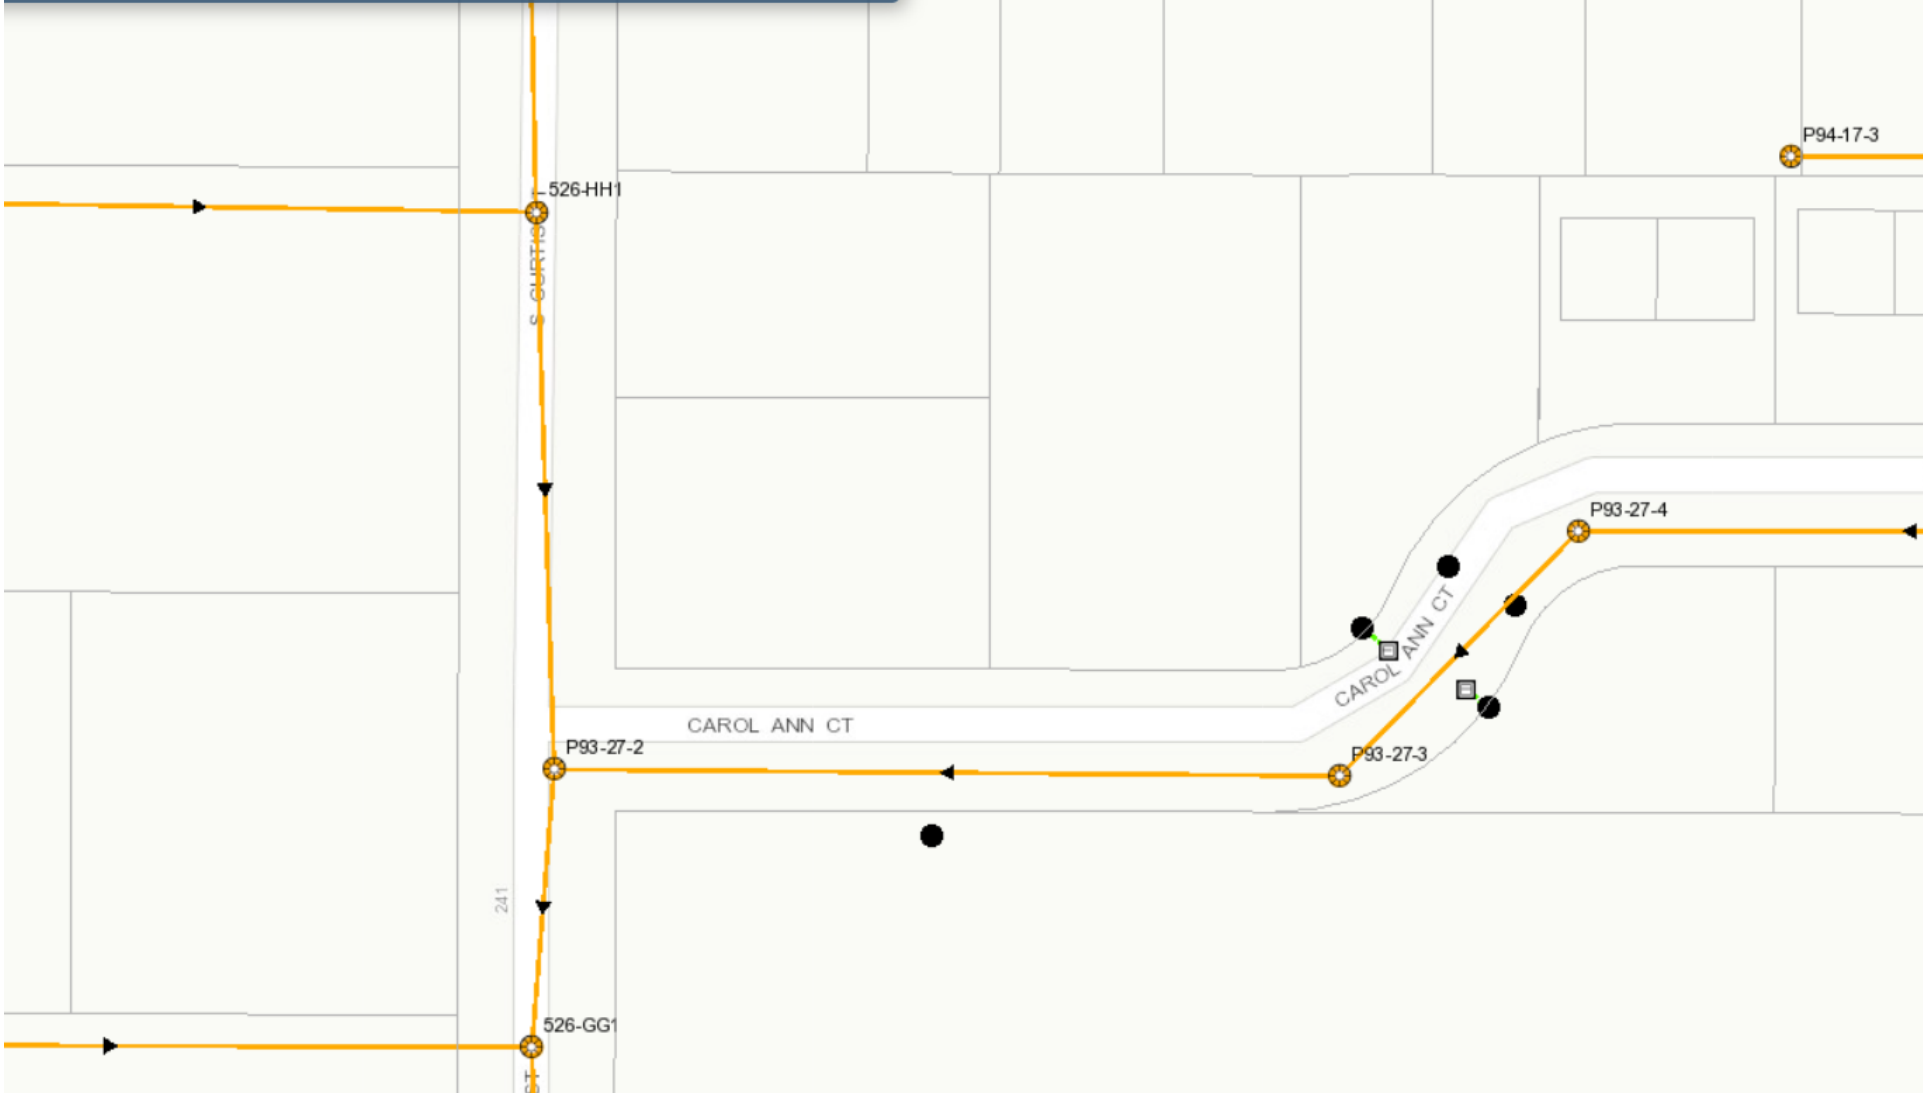 P94-17-3
526-HH1
S CURTIS
P93-27-4
CAROL ANN CT
CAROL ANN CT
P93-27-2
P93-27-3
241
526-GG1
CT